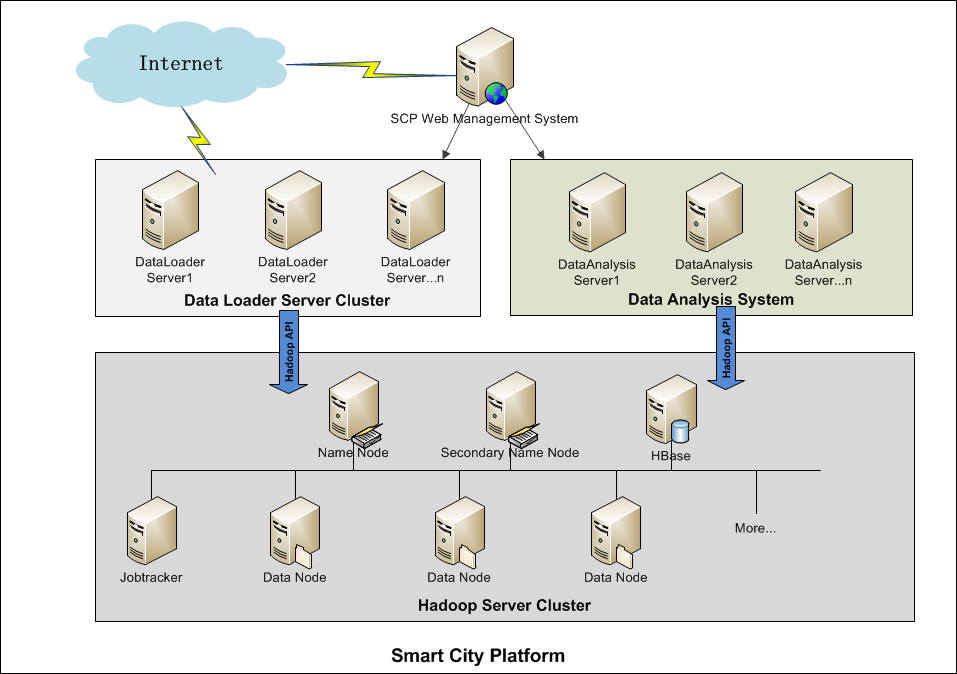 Internet
SCP Web Management System
DataLoader
Server1
DataLoader
Server2
DataLoader
Server...n
Data Loader Server Cluster
DataAnalysis
Server1
DataAnalysis
Server2
DataAnalysis
Server...n
Data Analysis System
Hadoop API
Hadoop API
Name Node
Secondary Name Node
HBase
Jobtracker
Data Node
Data Node
Data Node
More...
Hadoop Server Cluster
Smart City Platform